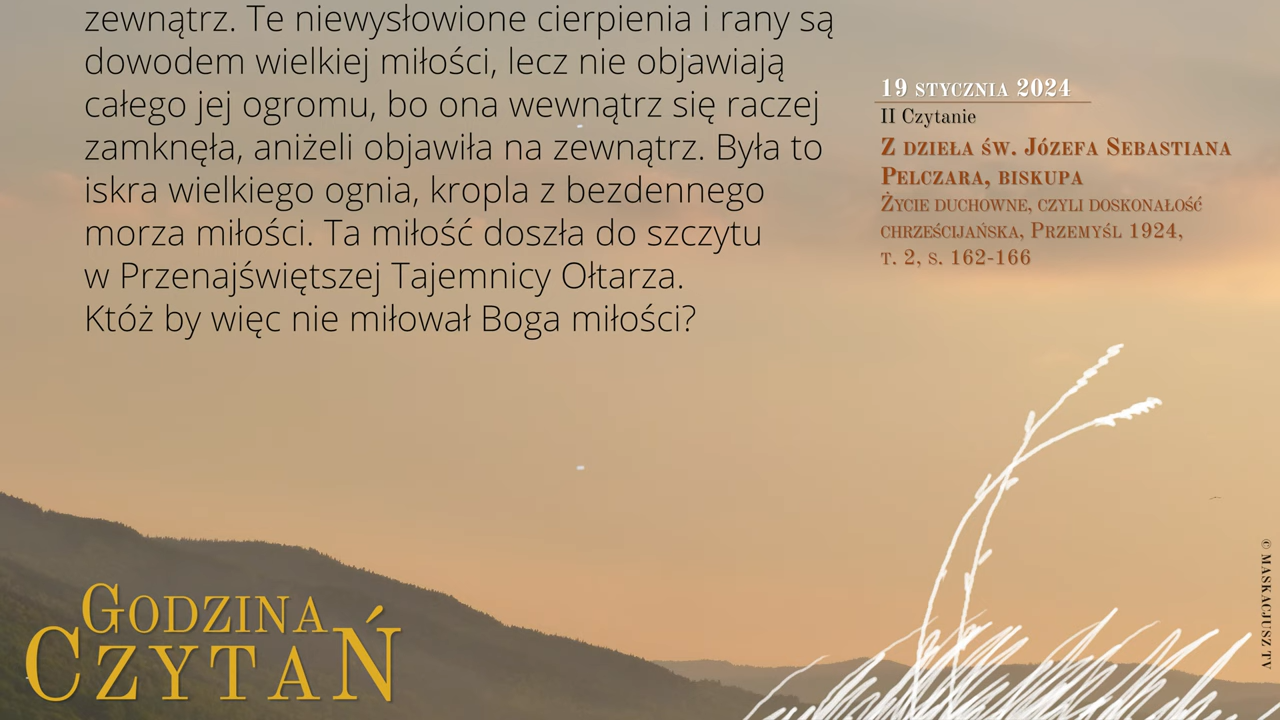 zewnątrz. Te niewysłowione cierpienia i rany są
dowodem wielkiej miłości, lecz nie objawiają
całego jej ogromu, bo ona wewnątrz się raczej
zamknęła, aniżeli objawiła na zewnątrz. Była to
iskra wielkiego ognia, kropla z bezdennego
morza miłości. Ta miłość doszła do szczytu
w Przenajświętszej Tajemnicy Ołtarza.
Któż by więc nie miłował Boga miłości?
19 STYCZNIA 2024
II Czytanie
Z DZIEŁA ŚW. JÓZEFA SEBASTIANA
PELCZARA, BISKUPA
ŻYCIE DUCHOWNE, CZYLI DOSKONAŁOŚĆ
CHRZEŚCIJAŃSKA, PRZEMYŚL 1924,
T. 2, S. 162-166
GODZINA
CZYTAŃ
© MASKACJUSZ TV